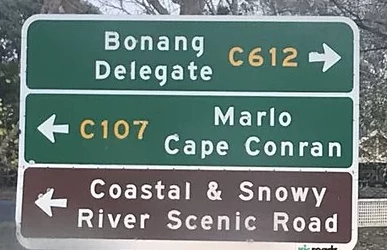 Bonang
Delegate C612
C107 Marlo
Cape Conran
Coastal & Snowy
River Scenic Road